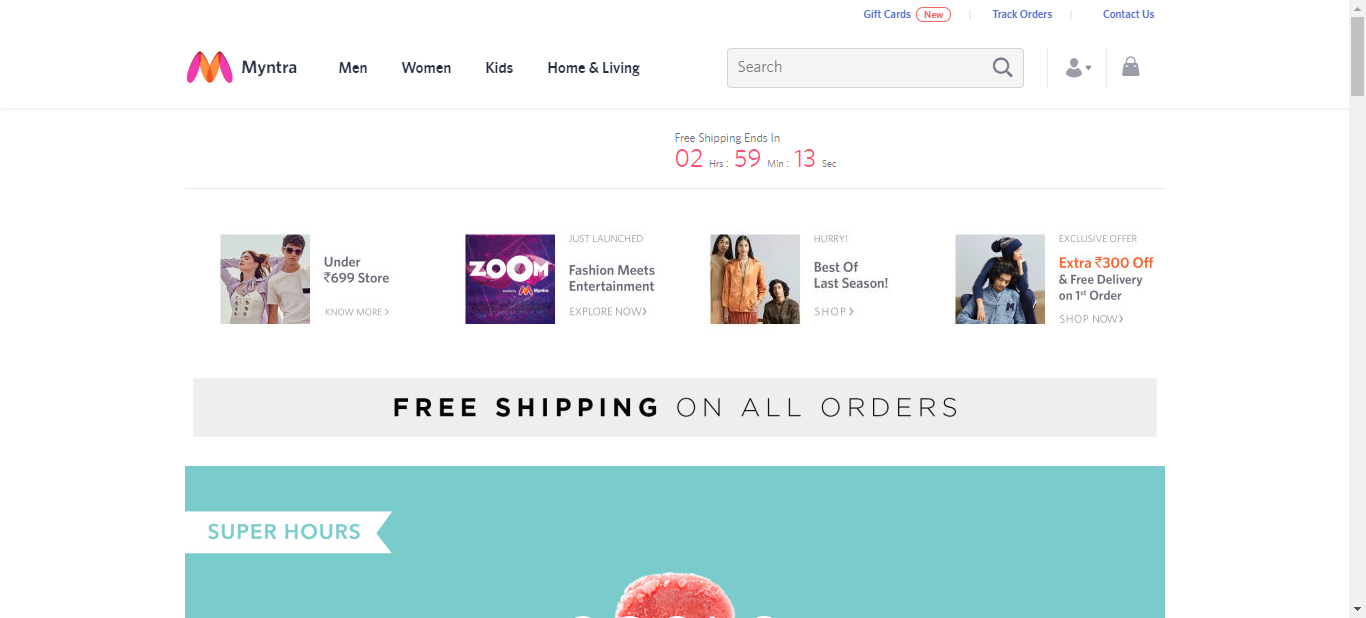 Gift Cards New Track Orders Contact Us
Myntra Men Women Kids Home & Living Search
Free Shipping Ends In
02 Hrs : 59 Min : 13 Sec
Under
₹699 Store
KNOW MORE >
ZOOM
Myntra
JUST LAUNCHED
Fashion Meets
Entertainment
EXPLORE NOW>
HURRY!
Best Of
Last Season!
SHOP >
EXCLUSIVE OFFER
Extra ₹300 Off
& Free Delivery
on 1st Order
SHOP NOW>
FREE SHIPPING ON ALL ORDERS
SUPER HOURS